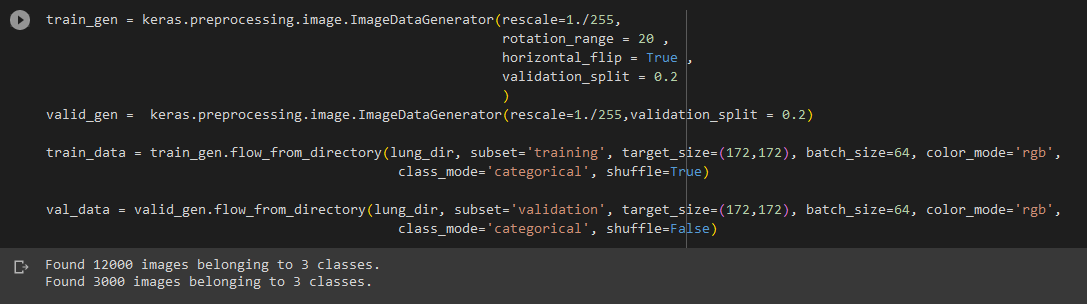 train_gen = keras.preprocessing.image.ImageDataGenerator(rescale=1./255,
rotation_range = 20 ,
horizontal_flip = True ,
validation_split = 0.2
)
valid_gen =  keras.preprocessing.image.ImageDataGenerator(rescale=1./255,validation_split = 0.2)
train_data = train_gen.flow_from_directory(lung_dir, subset='training', target_size=(172,172), batch_size=64, color_mode='rgb',
class_mode='categorical', shuffle=True)
val_data = valid_gen.flow_from_directory(lung_dir, subset='validation', target_size=(172,172), batch_size=64, color_mode='rgb',
class_mode='categorical', shuffle=False)
Found 12000 images belonging to 3 classes.
Found 3000 images belonging to 3 classes.